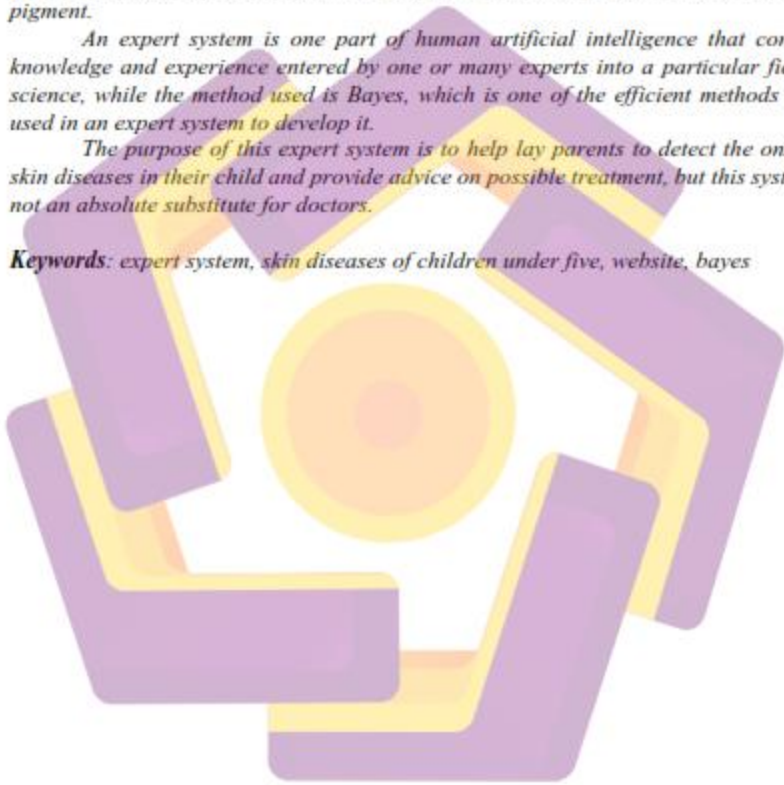 pigment.
An expert system is one part of human artificial intelligence that con
knowledge and experience entered by one or many experts into a particular fie
science, while the method used is Bayes, which is one of the efficient methods
used in an expert system to develop it.
The purpose of this expert system is to help lay parents to detect the on
skin diseases in their child and provide advice on possible treatment, but this syst
not an absolute substitute for doctors.
Keywords: expert system, skin diseases of children under five, website, bayes